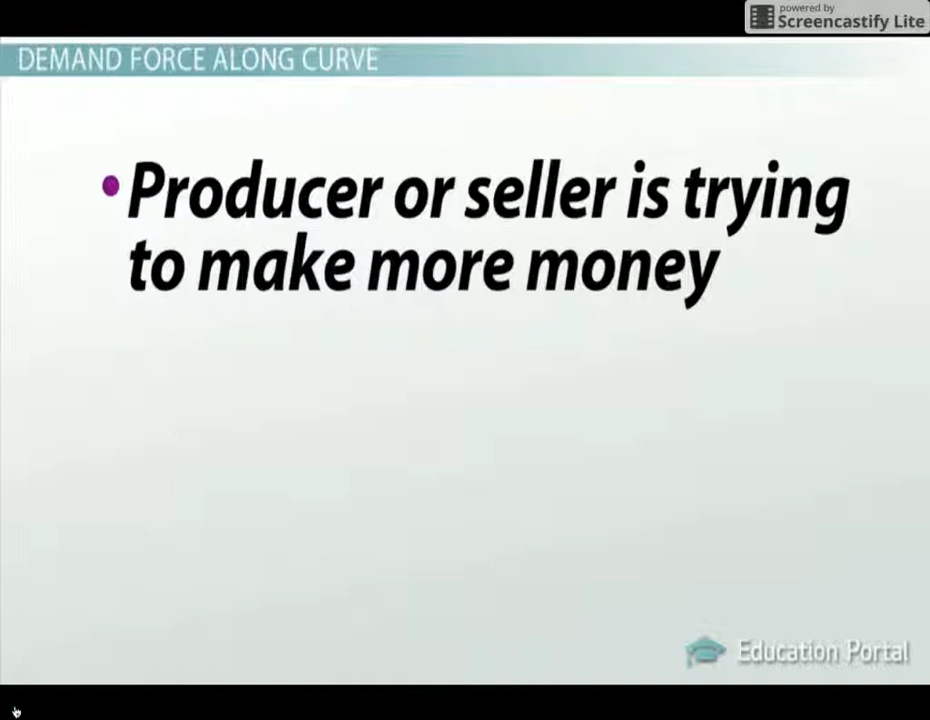 powered by
Screencastify Lite
DEMAND FORCE ALONG CURVE
• Producer or seller is trying
to make more money
Education Portal